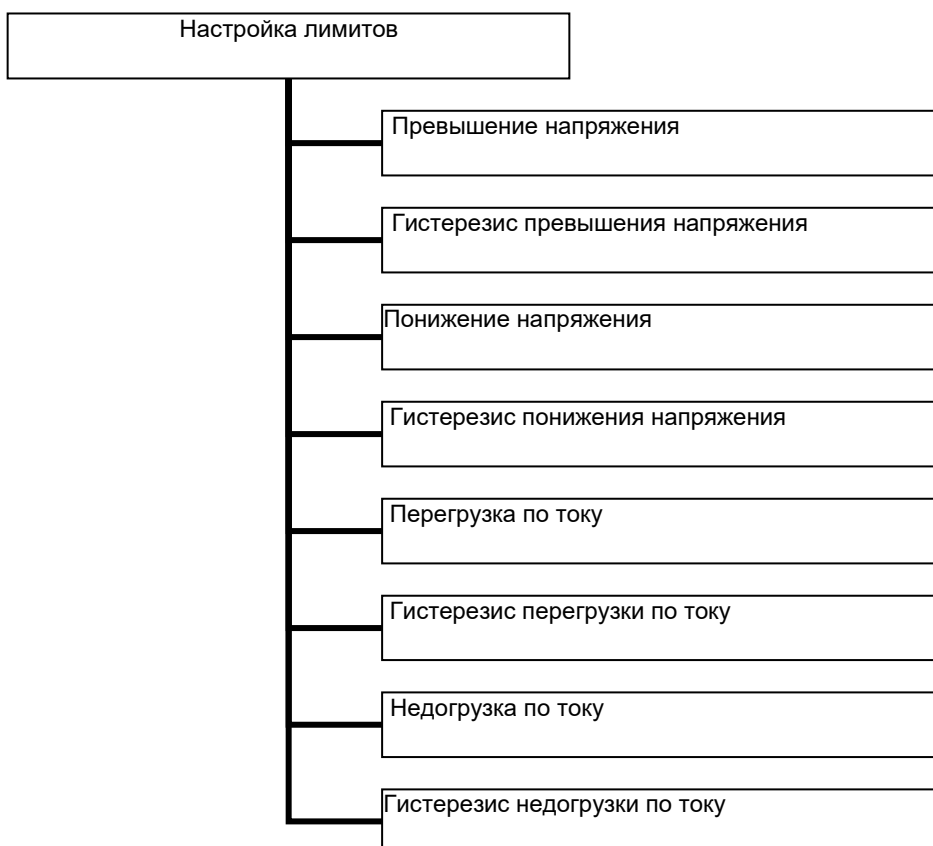 Настройка лимитов
Превышение напряжения
Гистерезис превышения напряжения
Понижение напряжения
Гистерезис понижения напряжения
Перегрузка по току
Гистерезис перегрузки по току
Недогрузка по току
Гистерезис недогрузки по току